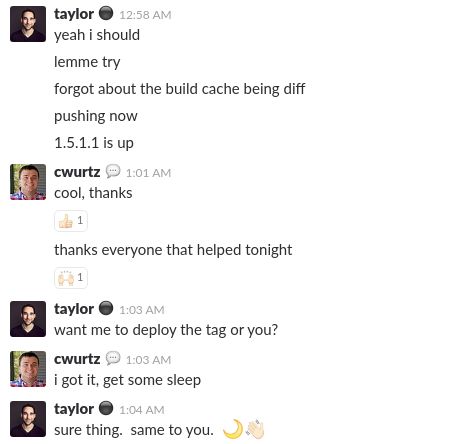 taylor 12:58 AM
yeah i should
lemme try
forgot about the build cache being diff
pushing now
1.5.1.1 is up
cwurtz 1:01 AM
cool, thanks
1
thanks everyone that helped tonight
1
taylor 1:03 AM
want me to deploy the tag or you?
cwurtz 1:03 AM
i got it, get some sleep
taylor 1:04 AM
sure thing. same to you.